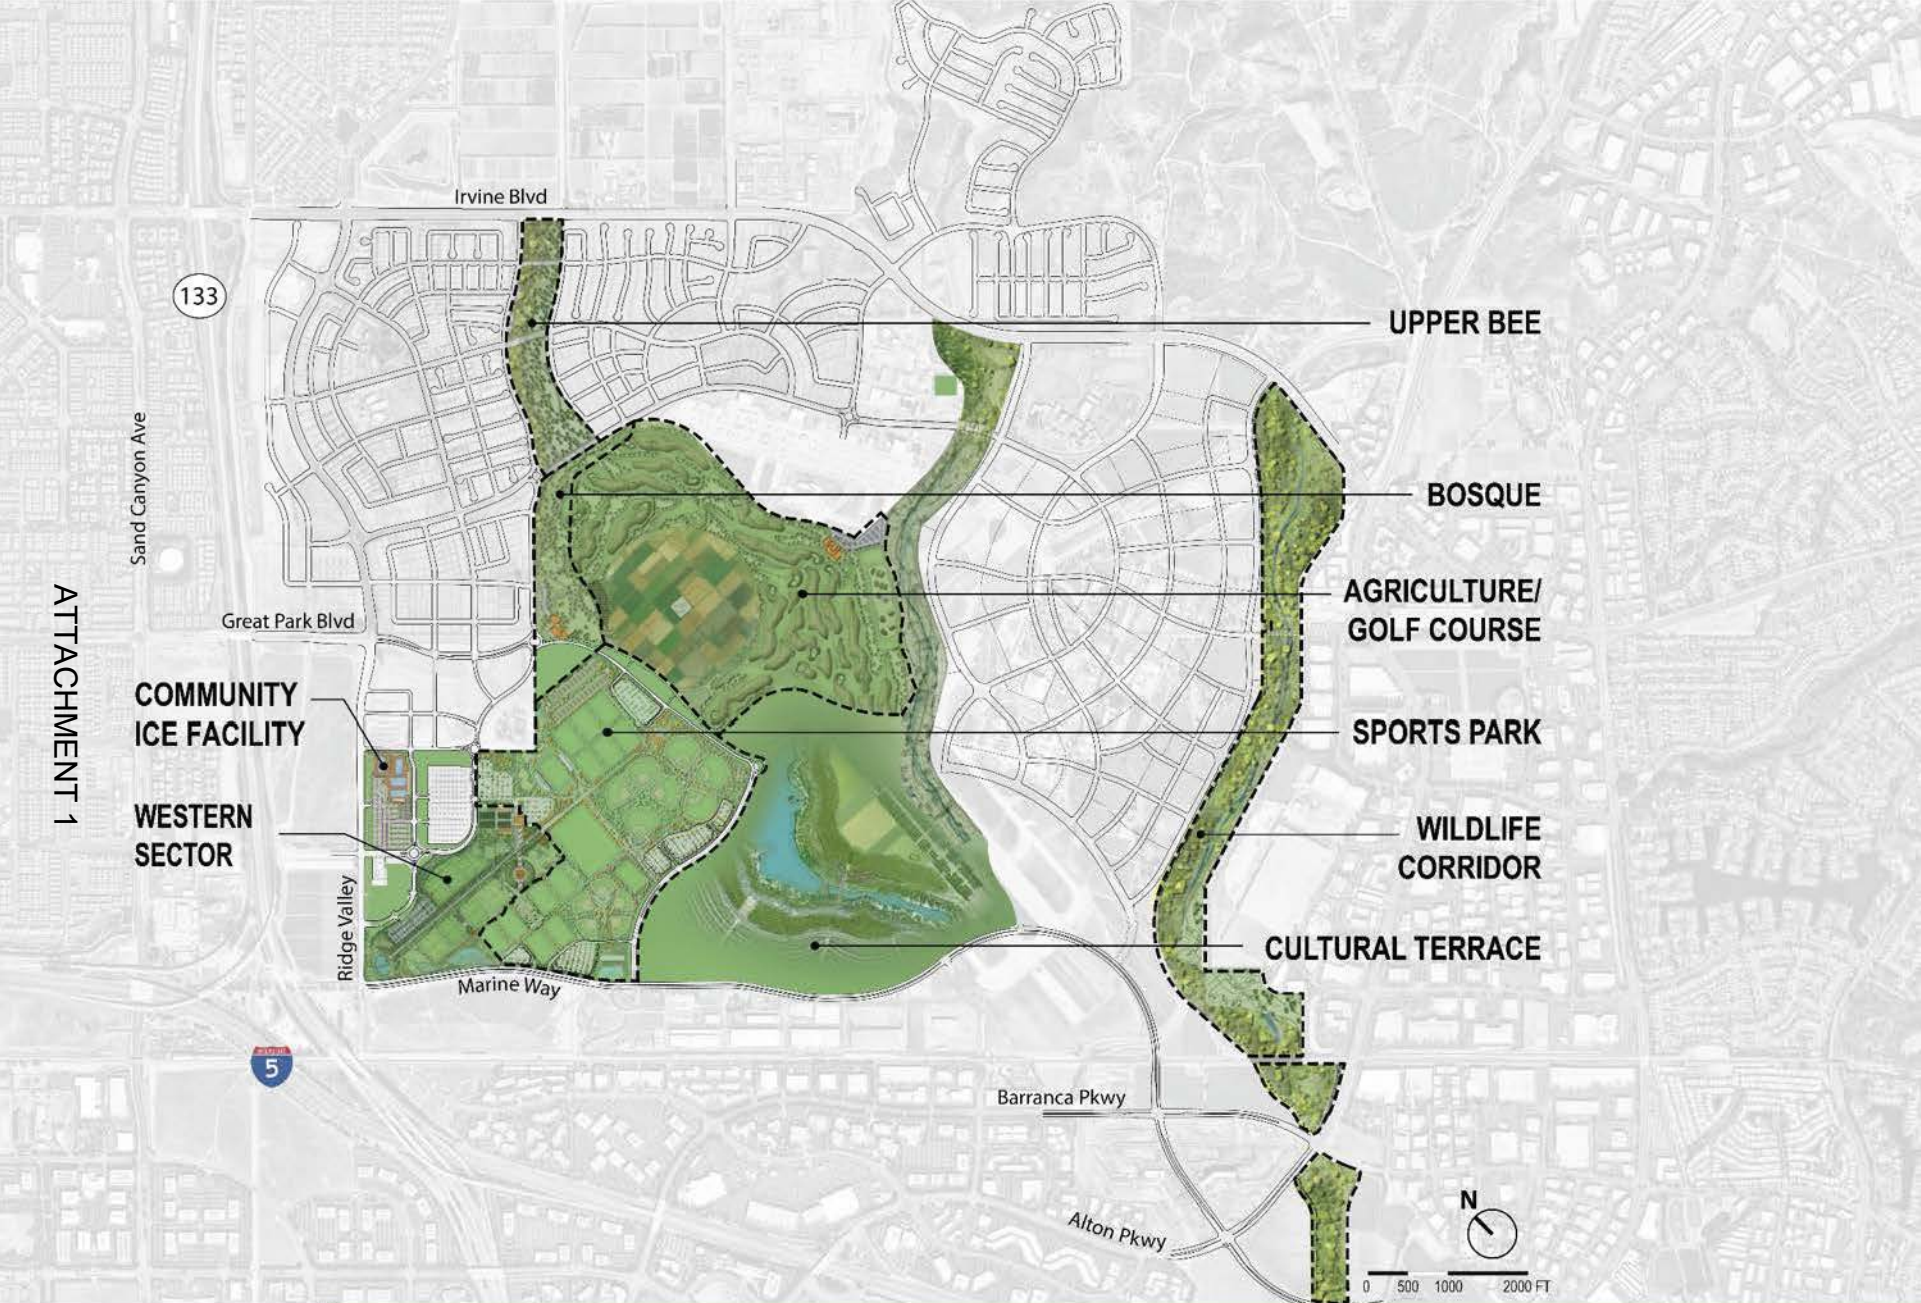 Irvine Blvd
133
UPPER BEE
Sand Canyon Ave
BOSQUE
ATTACHMENT 1
AGRICULTURE/
GOLF COURSE
Great Park Blvd
COMMUNITY
ICE FACILITY
SPORTS PARK
WESTERN
SECTOR
WILDLIFE
CORRIDOR
Ridge Valley
CULTURAL TERRACE
Marine Way
5
Barranca Pkwy
Alton Pkwy
N
0 500 1000 2000 FT